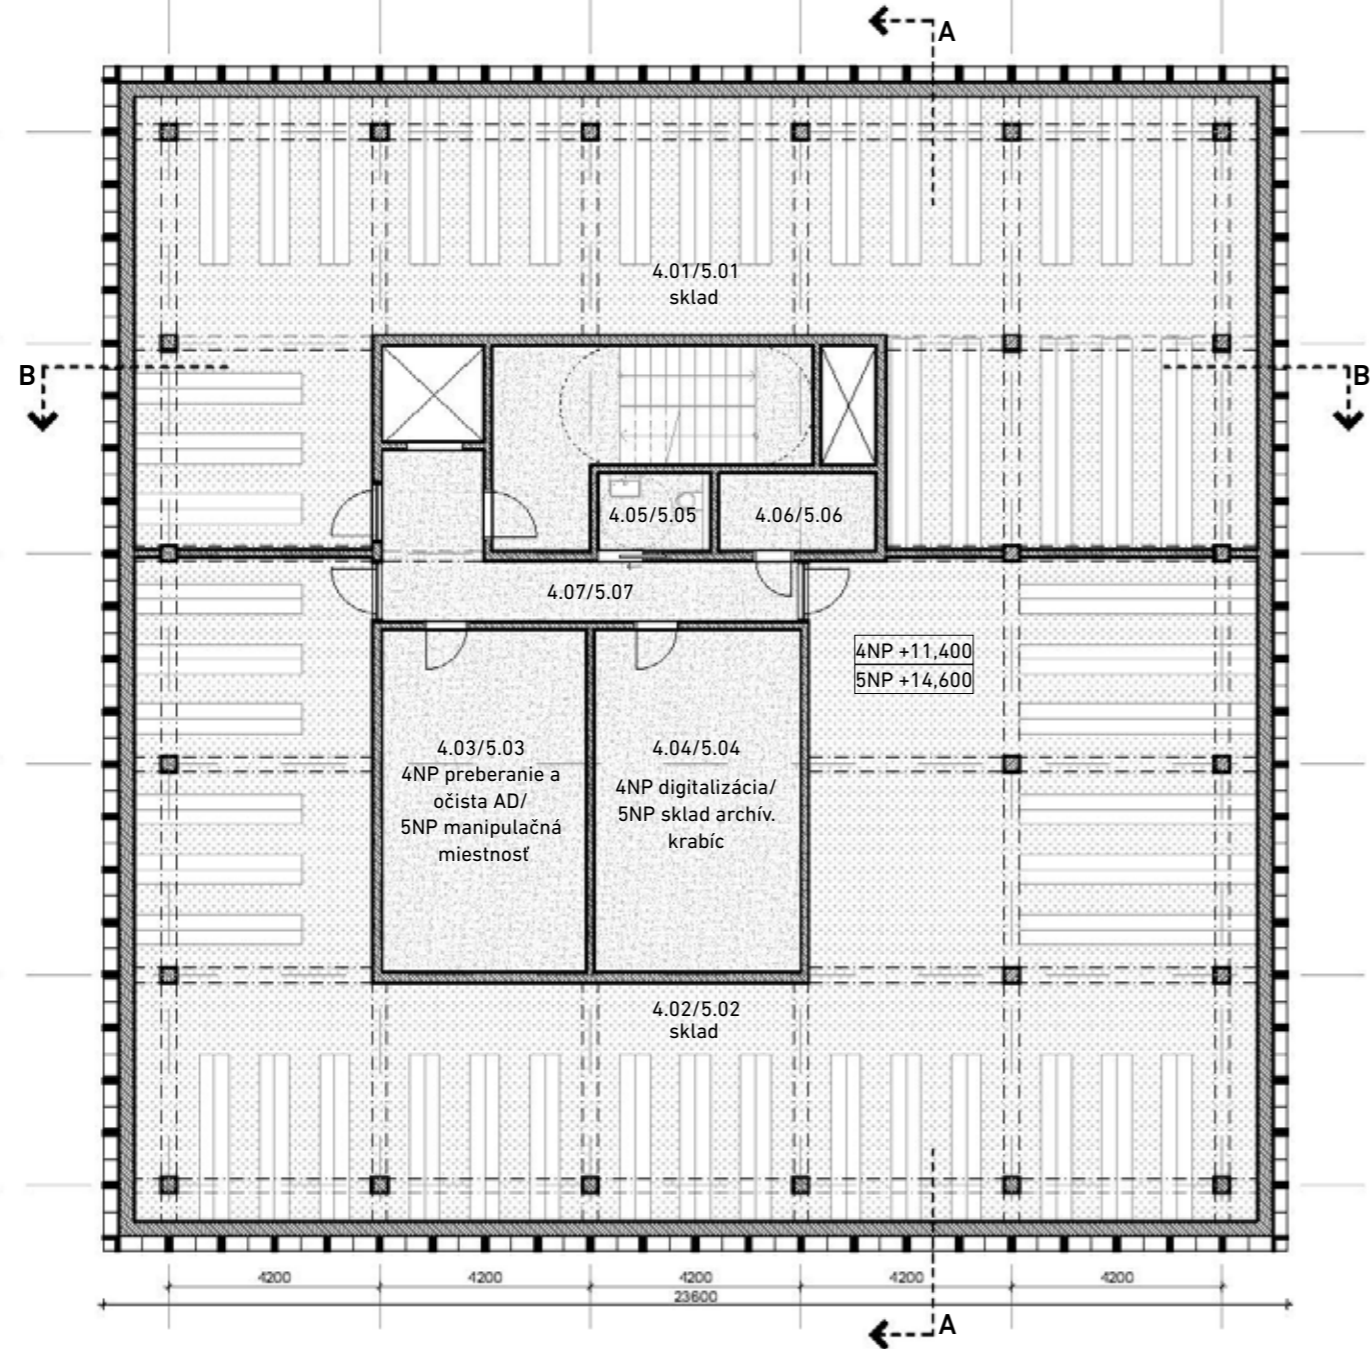 A
4.01/5.01
sklad
B
B
4.05/5.05
4.06/5.06
4.07/5.07
4NP +11,400
5NP +14,600
4.03/5.03
4NP preberanie a
očista AD/
5NP manipulačná
miestnosť
4.04/5.04
4NP digitalizácia/
5NP sklad archív.
krabíc
4.02/5.02
sklad
4200
4200
4200
4200
4200
23600
A